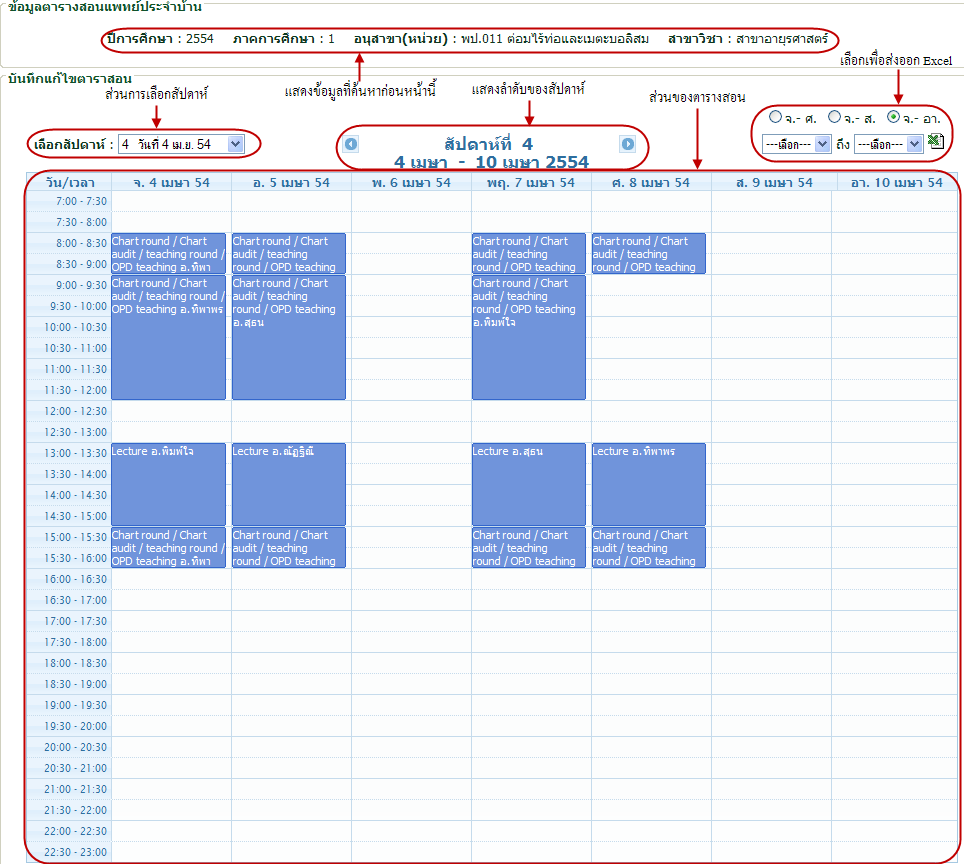 ข้อมูลตารางสอนแพทย์ประจำบ้าน
ปีการศึกษา : 2554 ภาคการศึกษา : 1 อนุสาขา(หน่วย) : พป.011 ต่อมไร้ท่อและเมตะบอลิสม สาขาวิชา : สาขาอายุรศาสตร์
เลือกเพื่อส่งออก Excel
บันทึกแก้ไขตาราสอน
ส่วนการเลือกสัปดาห์
แสดงข้อมูลที่ค้นหาก่อนหน้านี้
แสดงลำดับของสัปดาห์
ส่วนของตารางสอน
จ.- ศ. จ.- ส. จ.- อา.
เลือกสัปดาห์ : 4 วันที่ 4 เม.ย. 54
สัปดาห์ที่ 4
---เลือก--- ถึง ---เลือก---
4 เมษา - 10 เมษา 2554
วัน/เวลา จ. 4 เมษา 54 อ. 5 เมษา 54 พ. 6 เมษา 54 พฤ. 7 เมษา 54 ศ. 8 เมษา 54 ส. 9 เมษา 54 อา. 10 เมษา 54
7:00 - 7:30
7:30 - 8:00
8:00 - 8:30
8:30 - 9:00
9:00 - 9:30
9:30 - 10:00
10:00 - 10:30
10:30 - 11:00
11:00 - 11:30
11:30 - 12:00
12:00 - 12:30
12:30 - 13:00
13:00 - 13:30
13:30 - 14:00
14:00 - 14:30
14:30 - 15:00
15:00 - 15:30
15:30 - 16:00
16:00 - 16:30
16:30 - 17:00
17:00 - 17:30
17:30 - 18:00
18:00 - 18:30
18:30 - 19:00
19:00 - 19:30
19:30 - 20:00
20:00 - 20:30
20:30 - 21:00
21:00 - 21:30
21:30 - 22:00
22:00 - 22:30
22:30 - 23:00
Chart round / Chart
audit / teaching round /
OPD teaching อ.ทิพา
Chart round / Chart
audit / teaching round /
OPD teaching อ.ทิพาพร
Lecture อ.พิมพ์ใจ
Chart round / Chart
audit / teaching round /
OPD teaching อ.ทิพา
Chart round / Chart
audit / teaching
round / OPD teaching
Chart round / Chart
audit / teaching
round / OPD teaching
อ.สุธน
Lecture อ.ณัฏฐิณี
Chart round / Chart
audit / teaching
round / OPD teaching
Chart round / Chart
audit / teaching
round / OPD teaching
Chart round / Chart
audit / teaching
round / OPD teaching
อ.พิมพ์ใจ
Lecture อ.สุธน
Chart round / Chart
audit / teaching
round / OPD teaching
Chart round / Chart
audit / teaching
round / OPD teaching
Lecture อ.ทิพาพร
Chart round / Chart
audit / teaching
round / OPD teaching